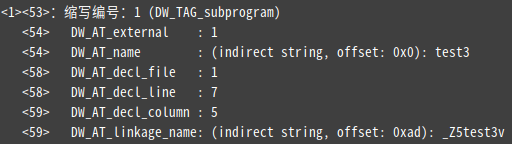 <1><53>: 缩写编号: 1 (DW_TAG_subprogram)
<54> DW_AT_external : 1
<54> DW_AT_name : (indirect string, offset: 0x0): test3
<58> DW_AT_decl_file : 1
<58> DW_AT_decl_line : 7
<59> DW_AT_decl_column : 5
<59> DW_AT_linkage_name: (indirect string, offset: 0xad): _Z5test3v